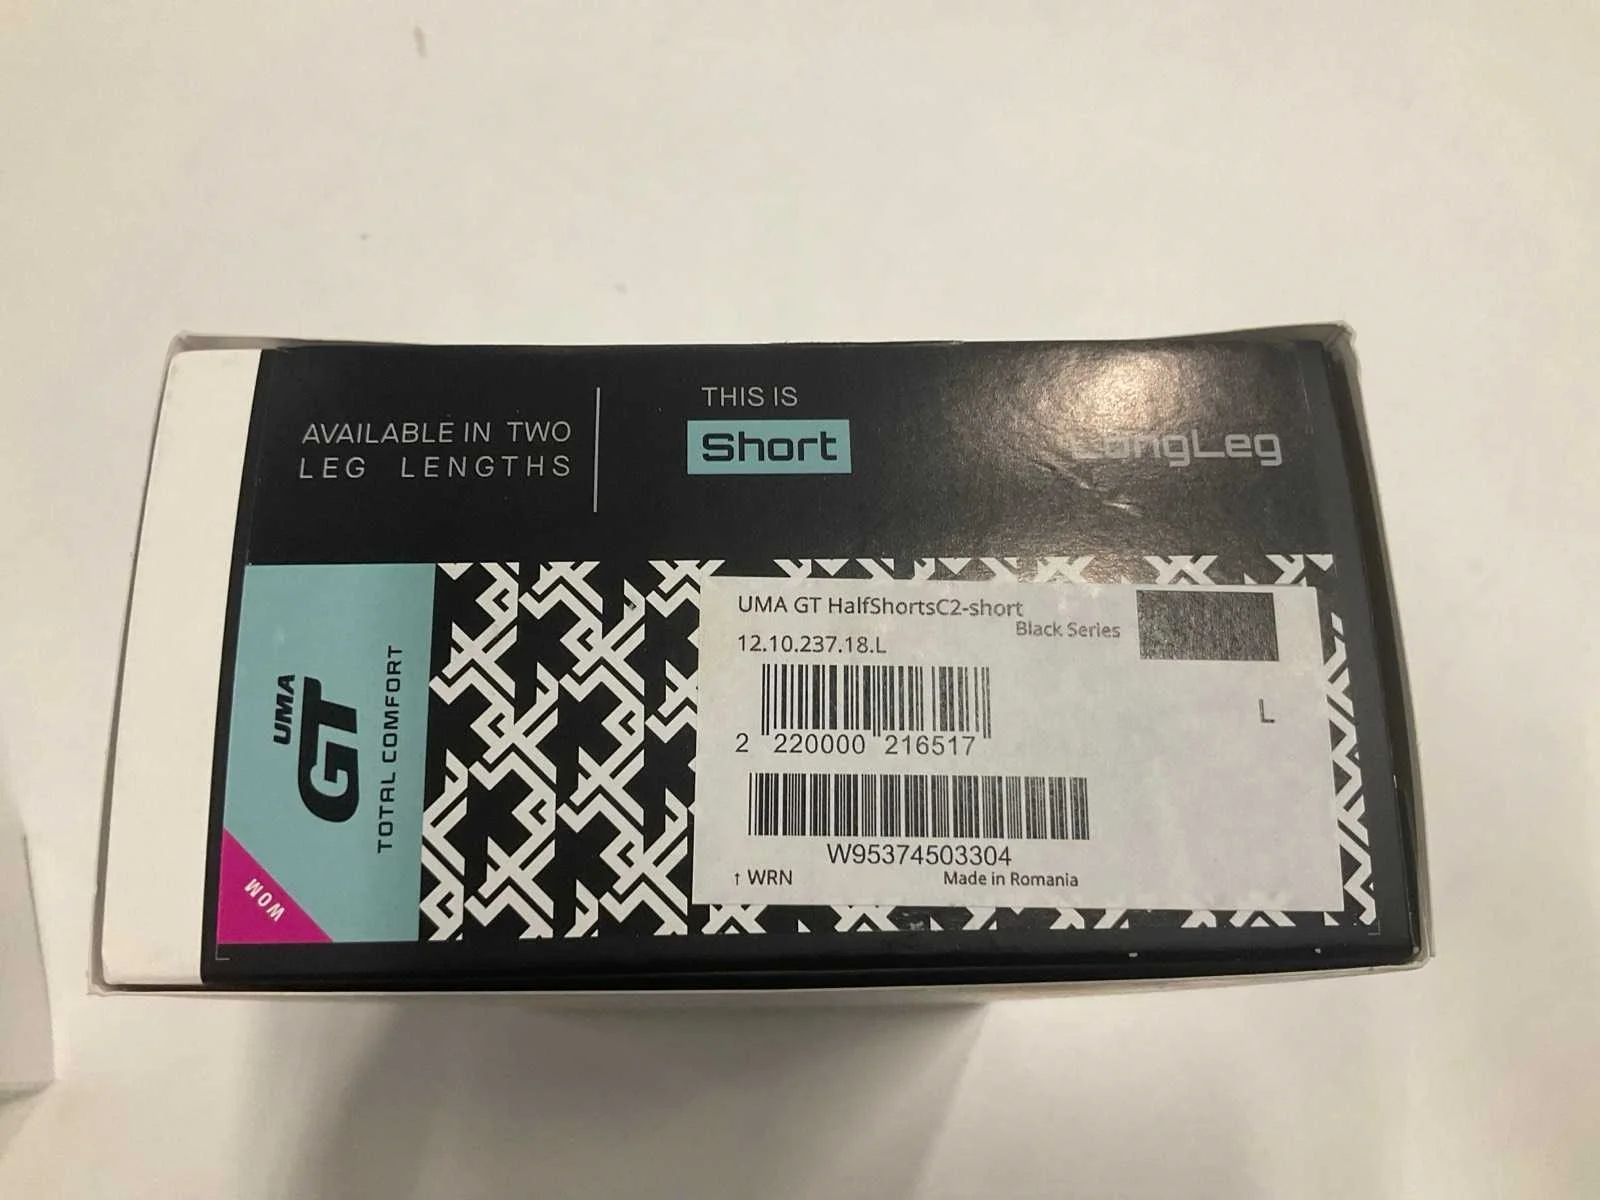 AVAILABLE IN TWO
LEG LENGTHS
THIS IS
Short
LongLeg
UMA
GT
TOTAL COMFORT
WOM
UMA GT HalfShortsC2-short
Black Series
12.10.237.18.L
L
2 220000 216517
W95374503304
↑ WRN
Made in Romania